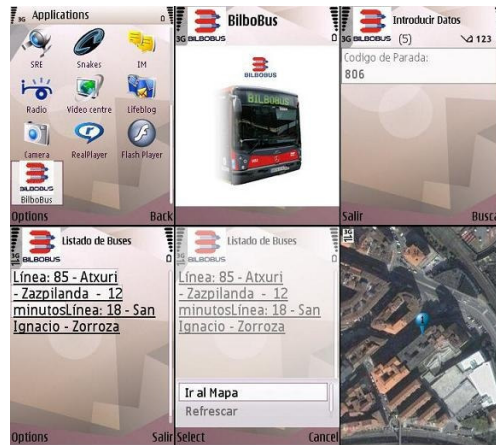 3G
Applications
SRE
Snakes
IM
Radio
Video centre
Lifeblog
Camera
RealPlayer
Flash Player
BILBOBUS
BilboBus
Options
Back
3G BILBOBUS
BilboBus
BILBOBUS
BILBOBUS
3G BILBOBUS
Introducir Datos
(5)
123
Codigo de Parada:
806
Salir
Busca
3G
BILBOBUS
Listado de Buses
Línea: 85 - Atxuri
- Zazpilanda - 12
minutosLínea: 18 - San
Ignacio - Zorroza
Options
Salir
3G
BILBOBUS
Listado de Buses
Línea: 85 - Atxuri
- Zazpilanda - 12
minutosLínea: 18 - San
Ignacio - Zorroza
Ir al Mapa
Refrescar
Select
Cancel
3G